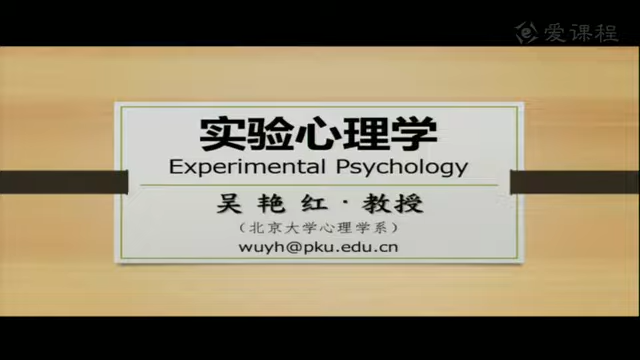 爱课程
实验心理学
Experimental Psychology
吴艳红·教授
（北京大学心理学系）
wuyh@pku.edu.cn